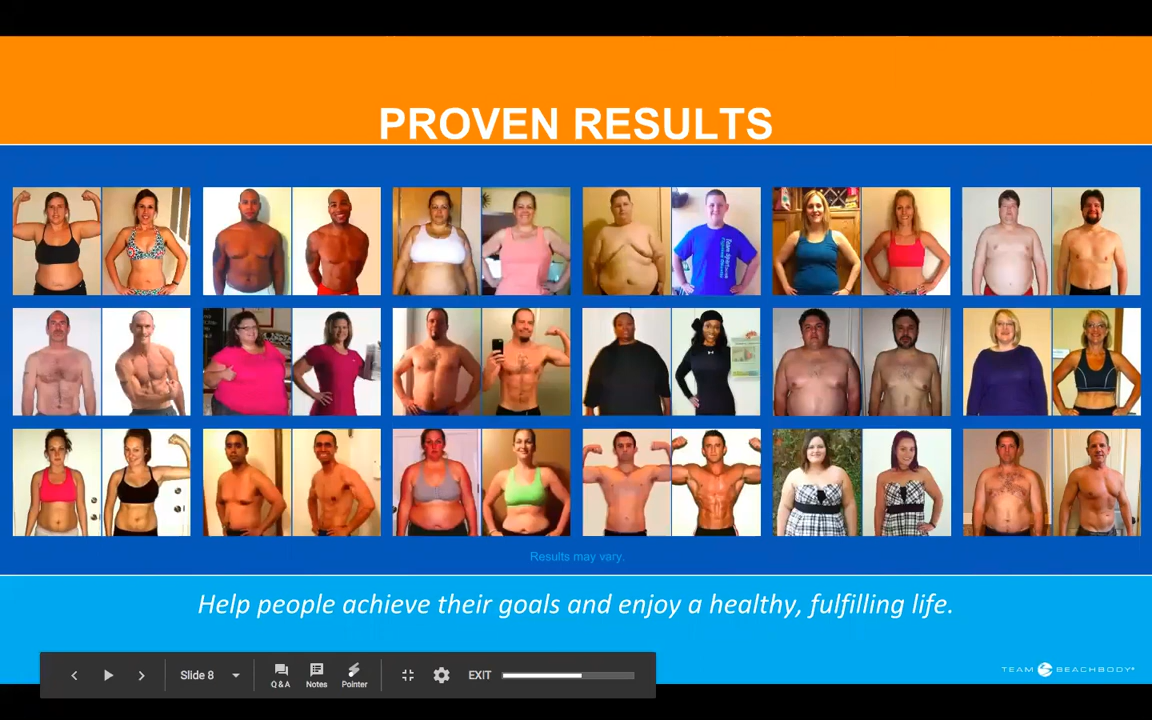 PROVEN RESULTS
Results may vary.
Help people achieve their goals and enjoy a healthy, fulfilling life.
TEAM BEACHBODY
Slide 8
Q & A
Notes
Pointer
EXIT